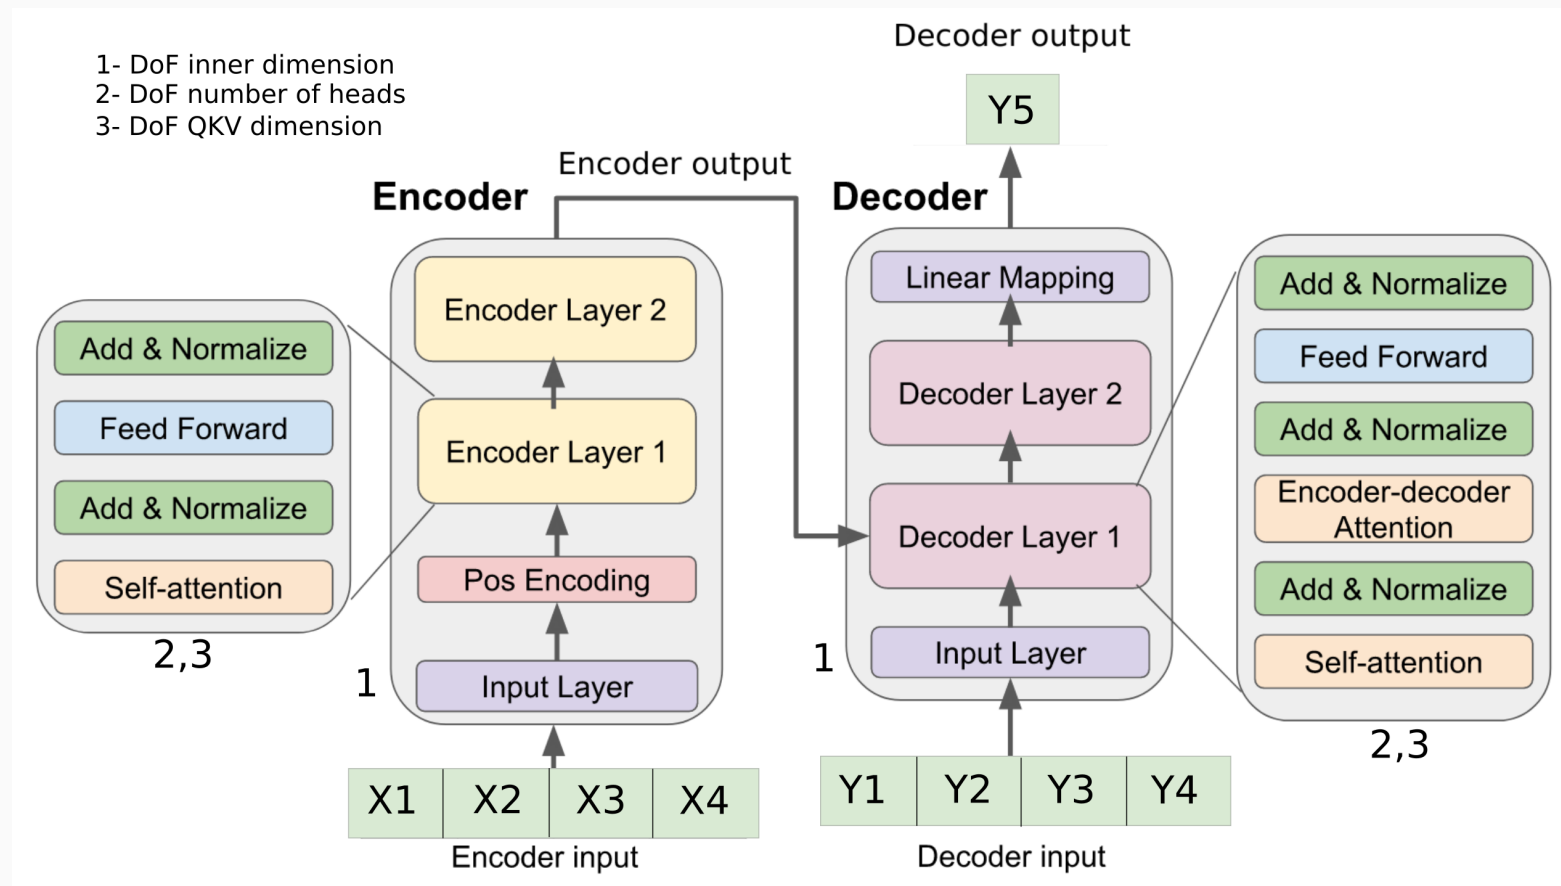 1- DoF inner dimension
2- DoF number of heads
3- DoF QKV dimension
Decoder output
Y5
Encoder output
Encoder
Decoder
Add & Normalize
Feed Forward
Add & Normalize
Self-attention
2,3
Encoder Layer 2
Encoder Layer 1
Pos Encoding
1
Input Layer
X1
X2
X3
X4
Encoder input
Linear Mapping
Decoder Layer 2
Decoder Layer 1
1
Input Layer
Y1
Y2
Y3
Y4
Decoder input
Add & Normalize
Feed Forward
Add & Normalize
Encoder-decoder
Attention
Add & Normalize
Self-attention
2,3